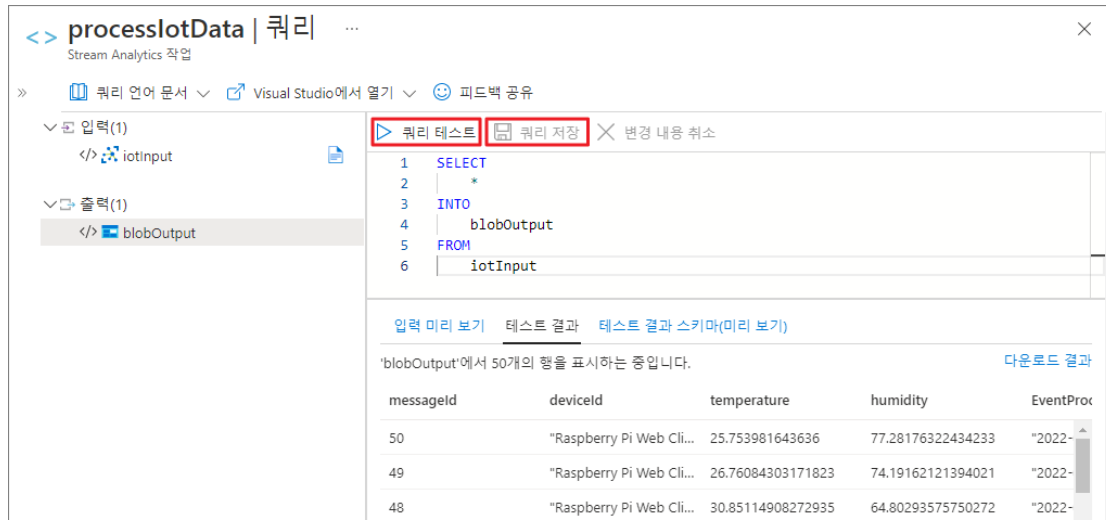 <> processIotData | 쿼리 ...
Stream Analytics 작업
» 쿼리 언어 문서 Visual Studio에서 열기 피드백 공유
입력(1)
</> iotInput
출력(1)
</> blobOutput
쿼리 테스트 쿼리 저장 변경 내용 취소
1 SELECT
2 *
3 INTO
4 blobOutput
5 FROM
6 iotInput
입력 미리 보기 테스트 결과 테스트 결과 스키마(미리 보기)
'blobOutput'에서 50개의 행을 표시하는 중입니다. 다운로드 결과
messageId deviceId temperature humidity EventProc
50 "Raspberry Pi Web Cli... 25.753981643636 77.28176322434233 "2022-
49 "Raspberry Pi Web Cli... 26.76084303171823 74.19162121394021 "2022-
48 "Raspberry Pi Web Cli... 30.85114908272935 64.80293575750272 "2022-